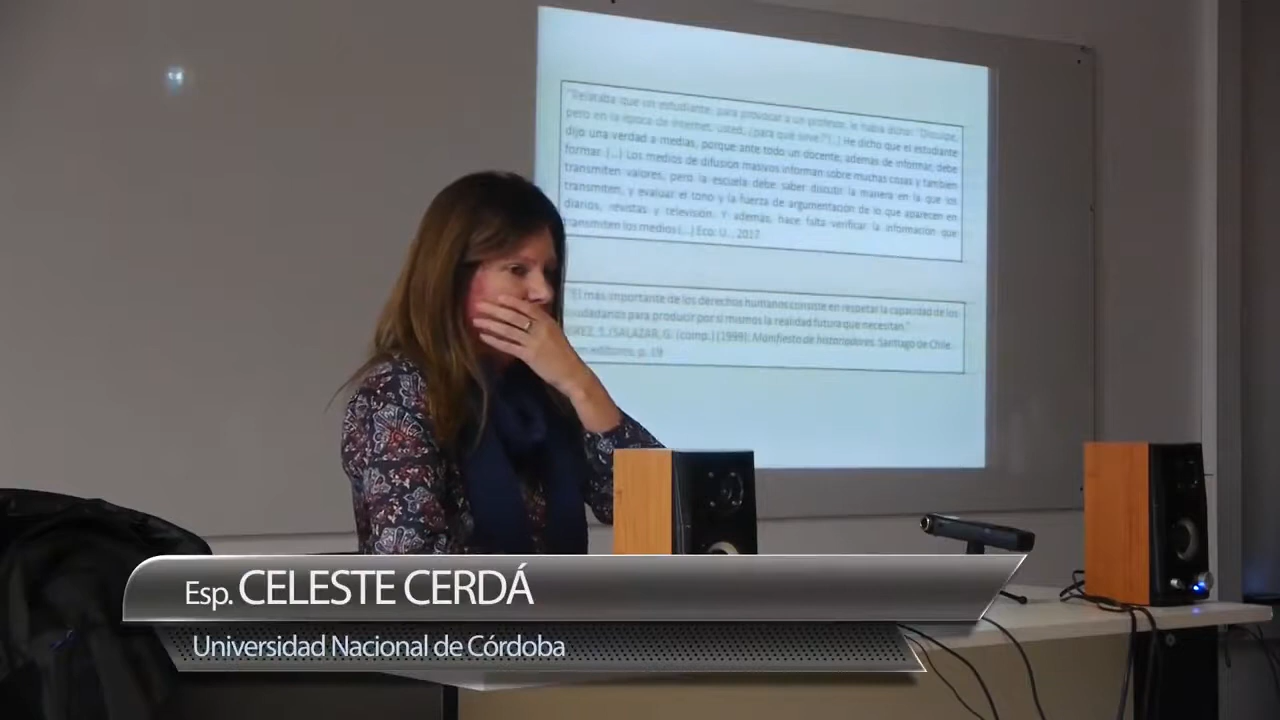 "Relataba que un estudiante, para provocar a un profesor, le había dicho: "Disculpe,
pero en la época de Internet, usted, ¿para qué sirve?"(...) He dicho que el estudiante
dijo una verdad a medias, porque ante todo un docente, además de informar, debe
formar. (...) Los medios de difusión masivos informan sobre muchas cosas y también
transmiten valores, pero la escuela debe saber discutir la manera en la que los
transmiten, y evaluar el tono y la fuerza de argumentación de lo que aparecen en
diarios, revistas y televisión. Y además, hace falta verificar la información que
transmiten los medios (...) Eco; U. , 2017
"El más importante de los derechos humanos consiste en respetar la capacidad de los
ciudadanos para producir por sí mismos la realidad futura que necesitan."
S. (SALAZAR, G. (comp.) (1999). Manifiesto de historiadores. Santiago de Chile.
editores, p. 19
Esp. CELESTE CERDÁ
Universidad Nacional de Córdoba